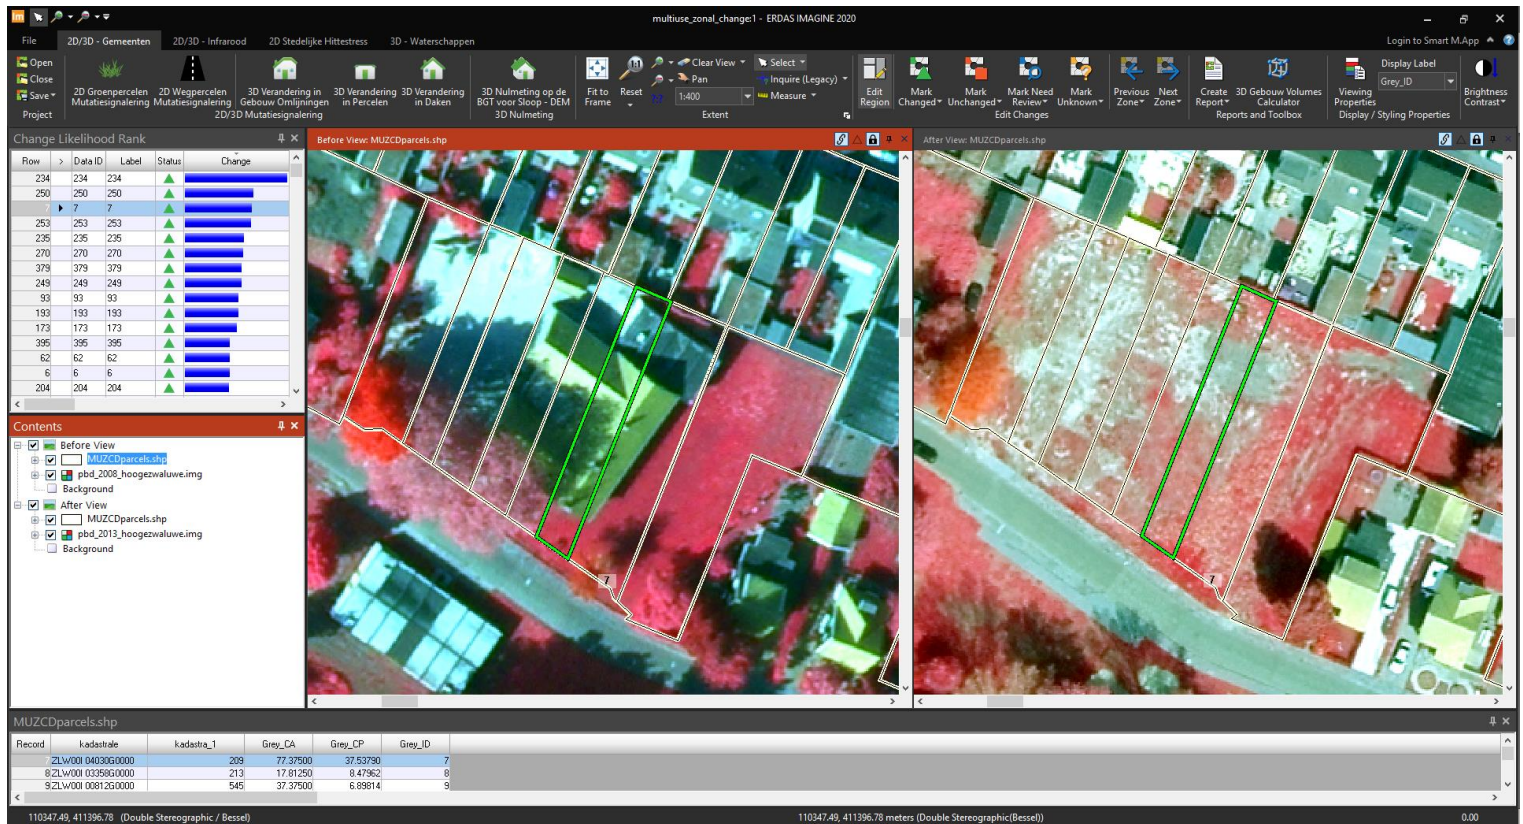 multiuse_zonal_change:1 - ERDAS IMAGINE 2020
File 2D/3D - Gemeenten 2D/3D - Infrarood 2D Stedelijke Hittestress 3D - Waterschappen Login to Smart M.App
Open
Close
Save
Project
2D Groenpercelen Mutatiesignalering
2D Wegpercelen Mutatiesignalering
3D Verandering in Gebouw Omlijningen
3D Verandering in Percelen
3D Verandering in Daken
2D/3D Mutatiesignalering
3D Nulmeting op de BGT voor Sloop - DEM
3D Nulmeting
Fit to Frame
Reset
1:1
Clear View
Pan
1:400
Select
Inquire (Legacy)
Measure
Extent
Edit Region
Mark Changed
Mark Unchanged
Mark Need Review
Mark Unknown
Edit Changes
Previous Zone
Next Zone
Create Report
3D Gebouw Volumes Calculator
Reports and Toolbox
Viewing Properties
Display Label
Grey_ID
Display / Styling Properties
Brightness Contrast
Change Likelihood Rank
Row > Data ID Label Status Change
234 234 234
250 250 250
7 7 7
253 253 253
235 235 235
270 270 270
379 379 379
249 249 249
93 93 93
193 193 193
173 173 173
395 395 395
62 62 62
6 6 6
204 204 204
Contents
Before View
MUZCDparcels.shp
pbd_2008_hoogezwaluwe.img
Background
After View
MUZCDparcels.shp
pbd_2013_hoogezwaluwe.img
Background
Before View: MUZCDparcels.shp
7
After View: MUZCDparcels.shp
7
MUZCDparcels.shp
Record kadastrale kadastra_1 Grey_CA Grey_CP Grey_ID
7 ZLW00I 04030G0000 209 77.37500 37.53790 7
8 ZLW00I 03358G0000 213 17.81250 8.47962 8
9 ZLW00I 00812G0000 545 37.37500 6.89814 9
110347.49, 411396.78 (Double Stereographic / Bessel)
110347.49, 411396.78 meters (Double Stereographic(Bessel))
0.00